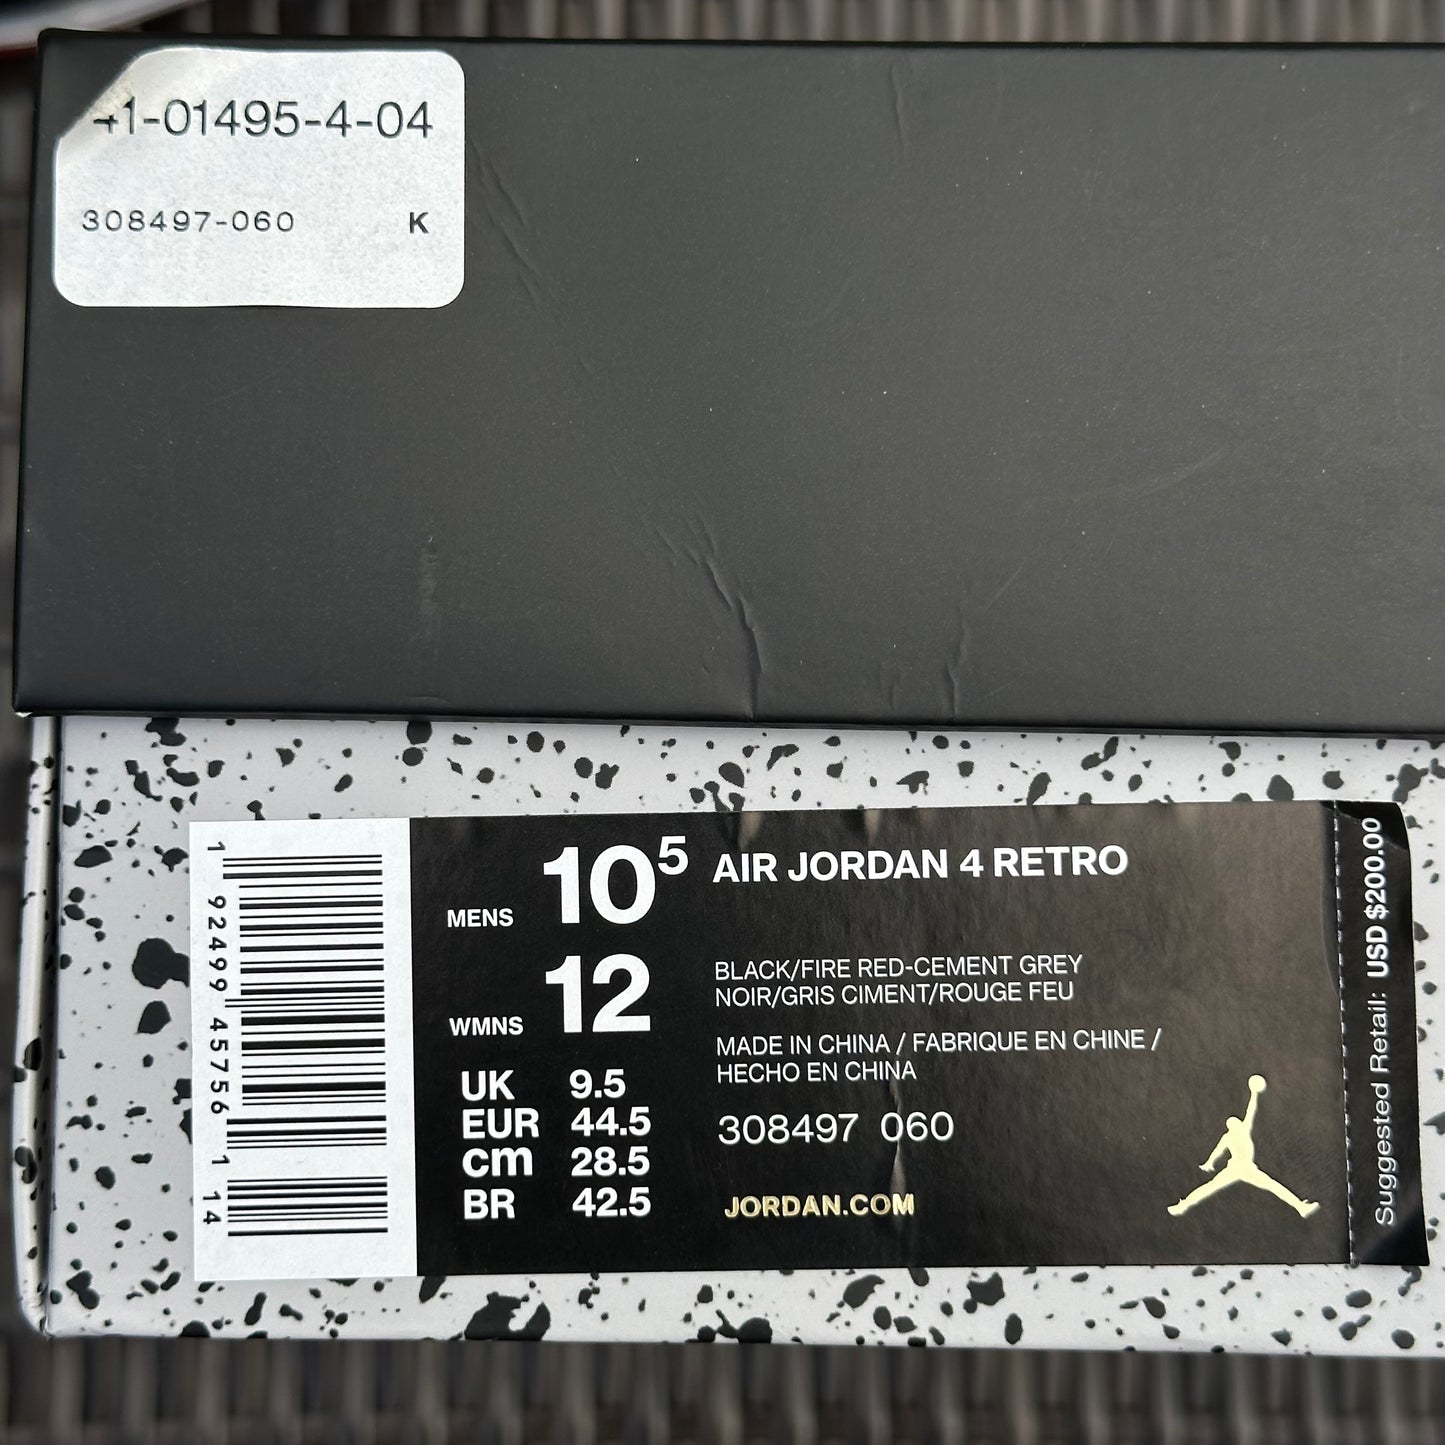 41-01495-4-04
308497-060 K
1 92499 45756 1 14
MENS 10⁵
WMNS 12
UK 9.5
EUR 44.5
cm 28.5
BR 42.5
AIR JORDAN 4 RETRO
BLACK/FIRE RED-CEMENT GREY
NOIR/GRIS CIMENT/ROUGE FEU
MADE IN CHINA / FABRIQUE EN CHINE /
HECHO EN CHINA
308497 060
JORDAN.COM
Suggested Retail: USD $200.00